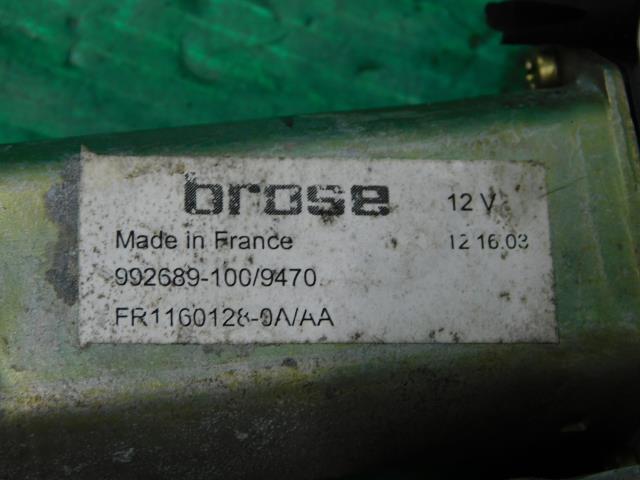 brose 12 V
Made in France 12 16.03
992689-100/9470
FR1160128-0A/AA